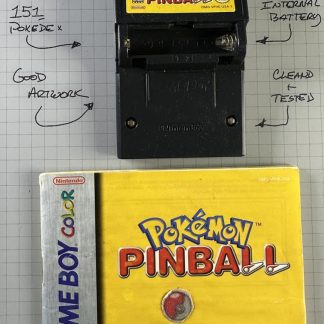 151
POKEDEX
GOOD
ARTWORK
INTERNAL
BATTERY
CLEAND
+
TESTED
PINBALL
Nintendo
Nintendo
GAME BOY COLOR
POKéMON
PINBALL